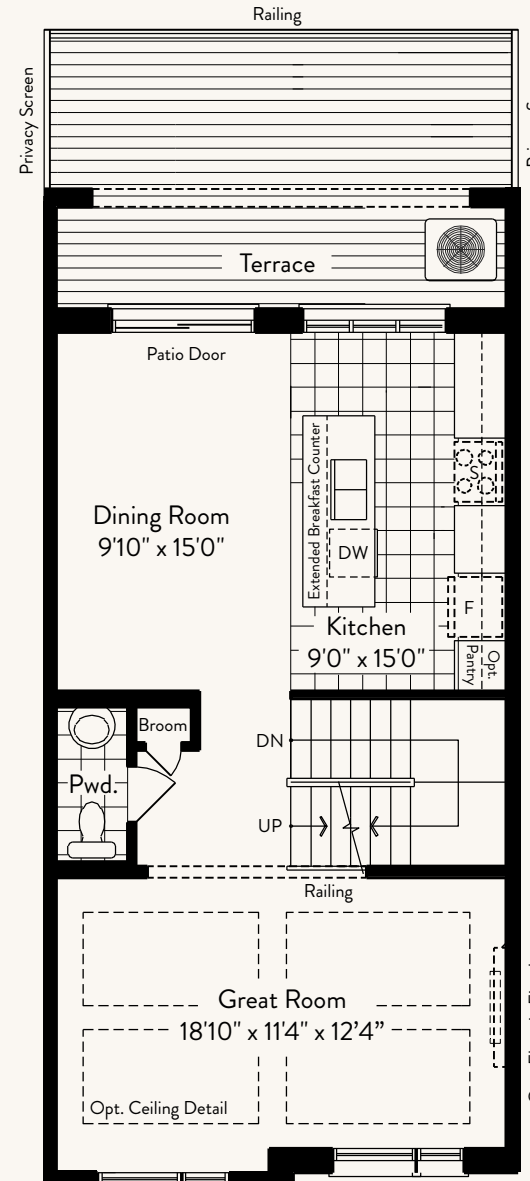 Railing
Privacy Screen
Terrace
Patio Door
Extended Breakfast Counter
S
Dining Room
9'10" x 15'0"
DW
F
Kitchen
9'0" x 15'0"
Opt.
Pantry
Broom
DN
Pwd.
UP
Railing
Great Room
18'10" x 11'4" x 12'4”
Opt. Ceiling Detail